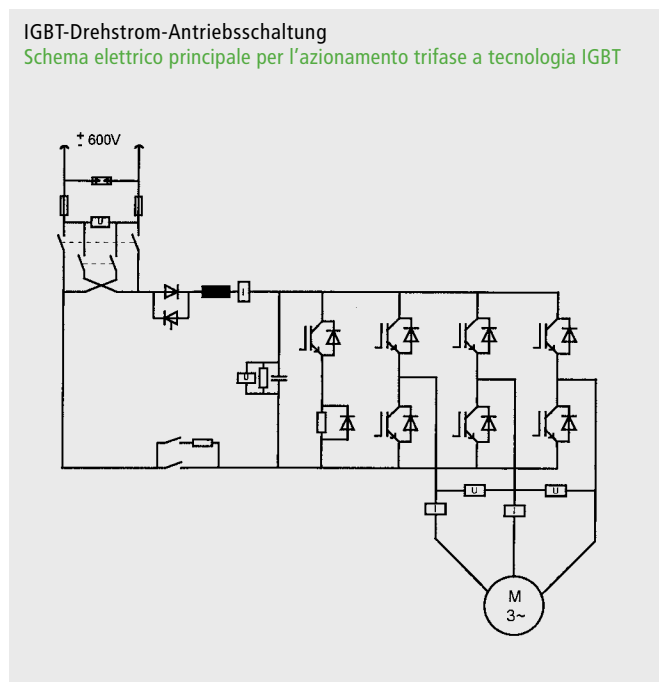 IGBT-Drehstrom-Antriebsschaltung
Schema elettrico principale per l'azionamento trifase a tecnologia IGBT
+
- 600V
U
I
U
U
U
I
I
M
3~